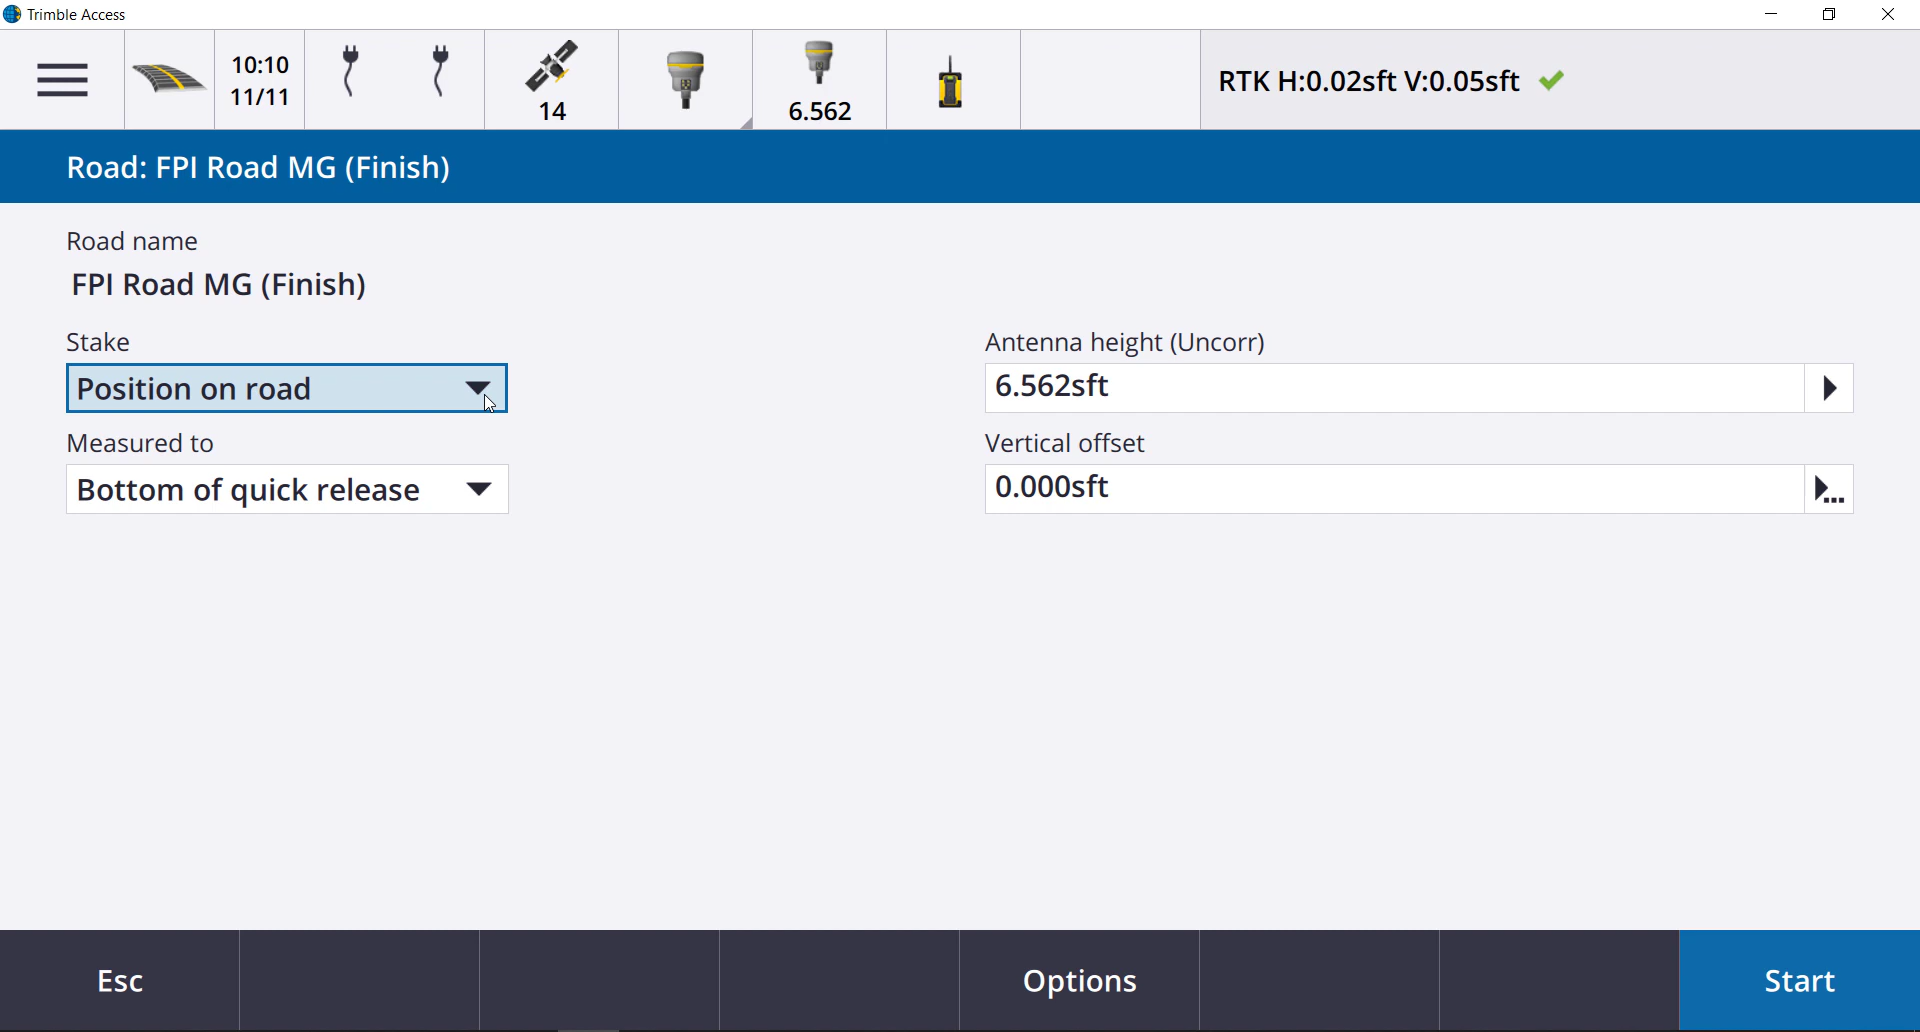 Trimble Access
10:10
11/11
14
6.562
RTK H:0.02sft V:0.05sft
Road: FPI Road MG (Finish)
Road name
FPI Road MG (Finish)
Stake
Position on road
Antenna height (Uncorr)
6.562sft
Measured to
Bottom of quick release
Vertical offset
0.000sft
Esc
Options
Start